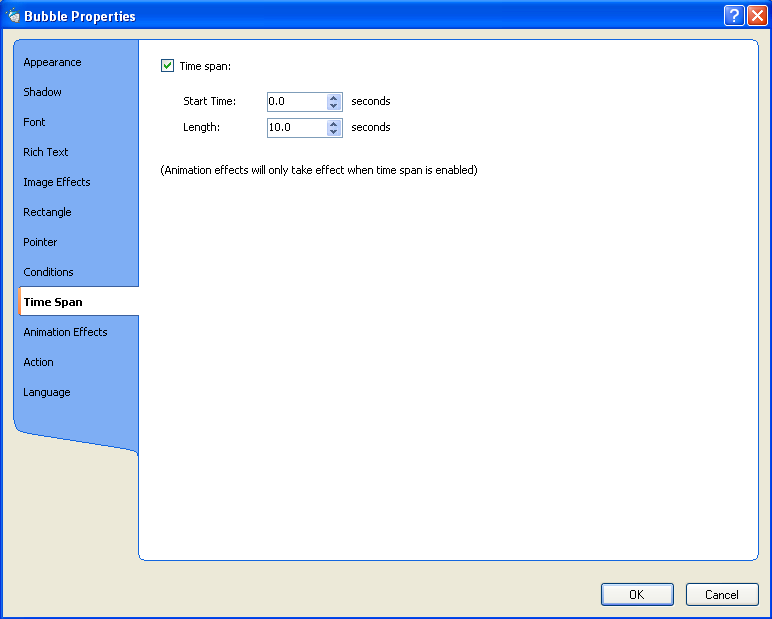 Bubble Properties
Appearance
Shadow
Font
Rich Text
Image Effects
Rectangle
Pointer
Conditions
Time Span
Animation Effects
Action
Language
Time span:
Start Time: 0.0 seconds
Length: 10.0 seconds
(Animation effects will only take effect when time span is enabled)
OK Cancel